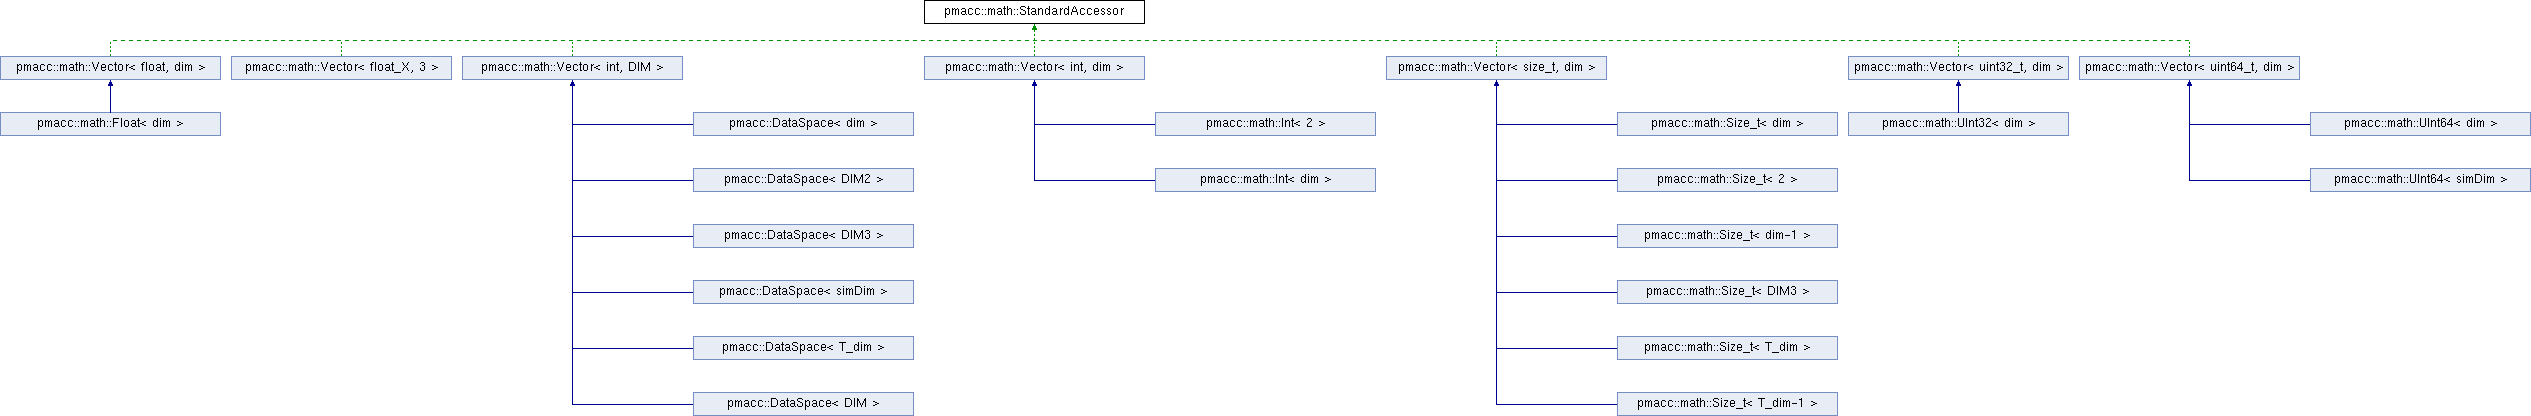 pmacc::math::StandardAccessor
pmacc::math::Vector< float, dim >
pmacc::math::Vector< float_X, 3 >
pmacc::math::Vector< int, DIM >
pmacc::math::Vector< int, dim >
pmacc::math::Vector< size_t, dim >
pmacc::math::Vector< uint32_t, dim >
pmacc::math::Vector< uint64_t, dim >
pmacc::math::Float< dim >
pmacc::DataSpace< dim >
pmacc::math::Int< 2 >
pmacc::math::Size_t< dim >
pmacc::math::UInt32< dim >
pmacc::math::UInt64< dim >
pmacc::DataSpace< DIM2 >
pmacc::math::Int< dim >
pmacc::math::Size_t< 2 >
pmacc::math::UInt64< simDim >
pmacc::DataSpace< DIM3 >
pmacc::math::Size_t< dim-1 >
pmacc::DataSpace< simDim >
pmacc::math::Size_t< DIM3 >
pmacc::DataSpace< T_dim >
pmacc::math::Size_t< T_dim >
pmacc::DataSpace< DIM >
pmacc::math::Size_t< T_dim-1 >